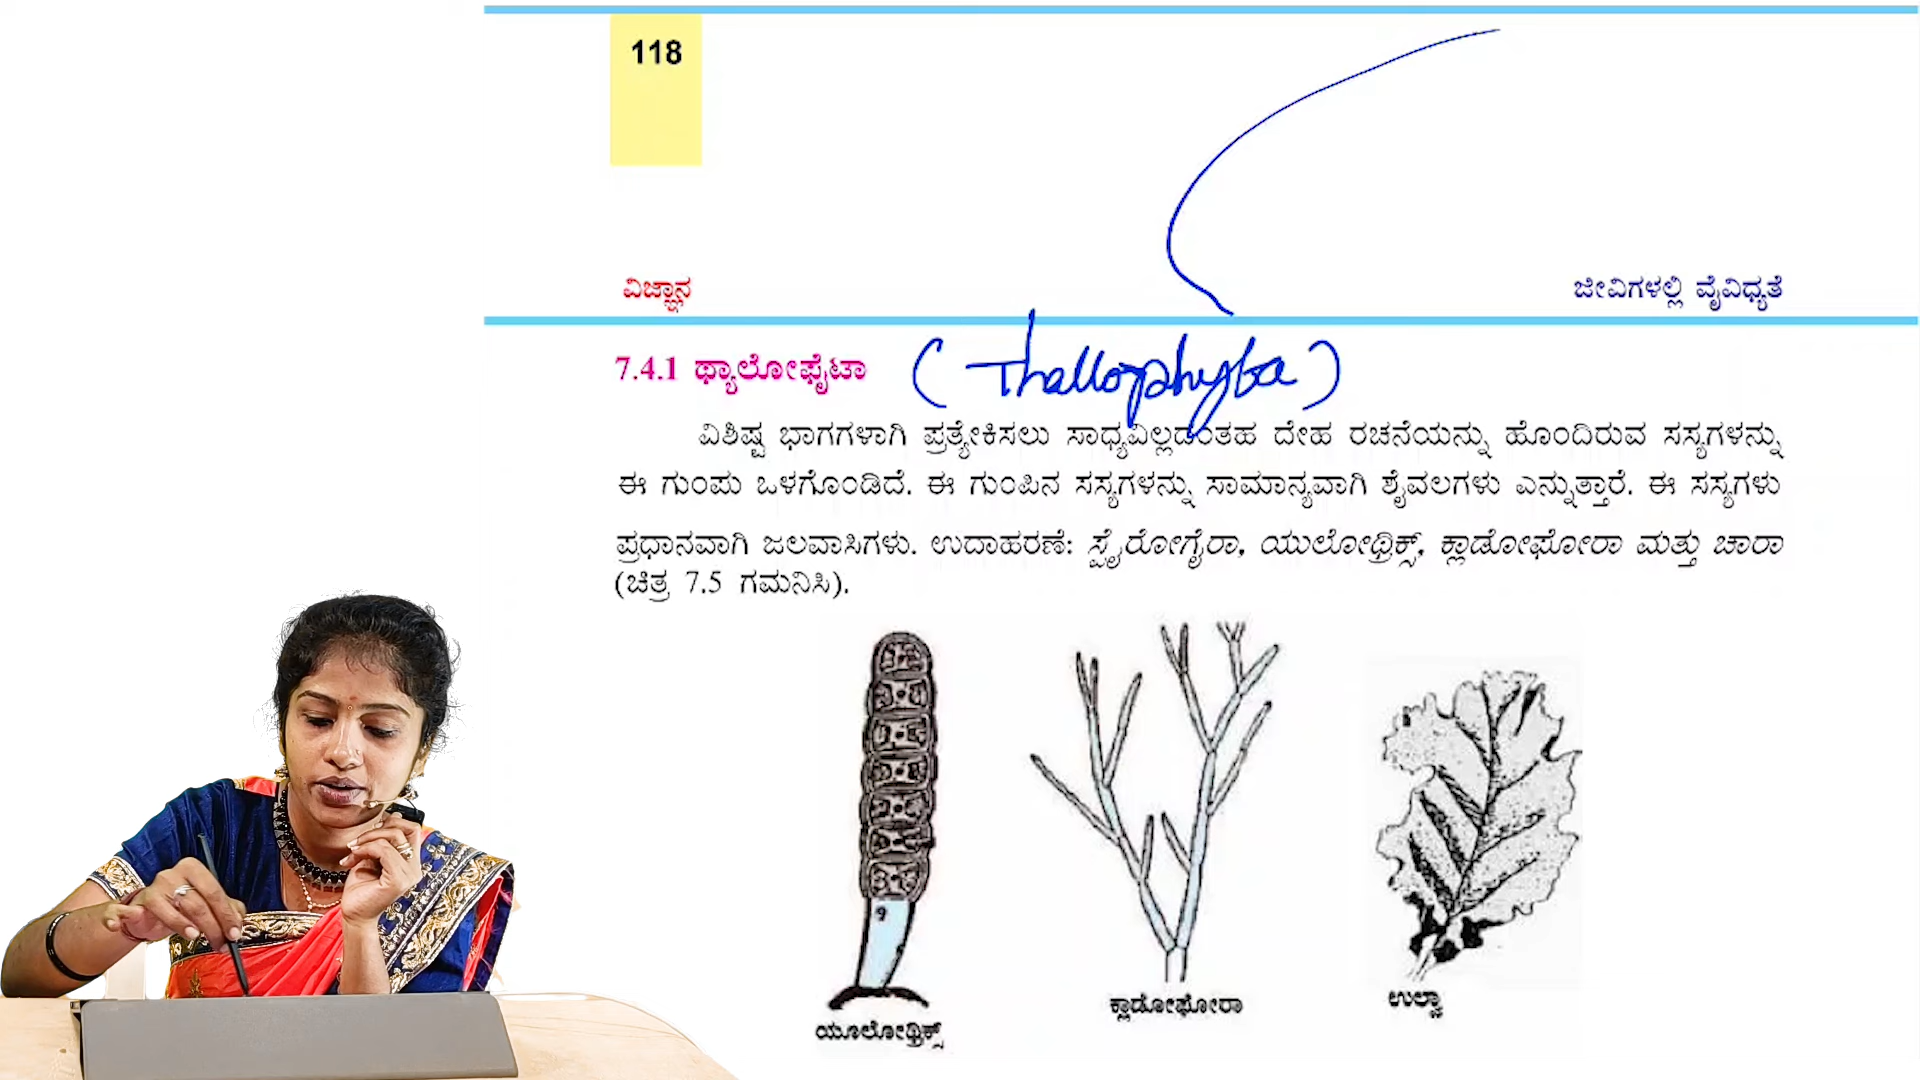 118
ವಿಜ್ಞಾನ ಜೀವಿಗಳಲ್ಲಿ ವೈವಿಧ್ಯತೆ
7.4.1 ಥ್ಯಾಲೋಫೈಟಾ (Thallophyta)
ವಿಶಿಷ್ಟ ಭಾಗಗಳಾಗಿ ಪ್ರತ್ಯೇಕಿಸಲು ಸಾಧ್ಯವಿಲ್ಲದಂತಹ ದೇಹ ರಚನೆಯನ್ನು ಹೊಂದಿರುವ ಸಸ್ಯಗಳನ್ನು
ಈ ಗುಂಪು ಒಳಗೊಂಡಿದೆ. ಈ ಗುಂಪಿನ ಸಸ್ಯಗಳನ್ನು ಸಾಮಾನ್ಯವಾಗಿ ಶೈವಲಗಳು ಎನ್ನುತ್ತಾರೆ. ಈ ಸಸ್ಯಗಳು
ಪ್ರಧಾನವಾಗಿ ಜಲವಾಸಿಗಳು. ಉದಾಹರಣೆ: ಸ್ಪೈರೋಗೈರಾ, ಯುಲೋಥ್ರಿಕ್ಸ್, ಕ್ಲಾಡೋಫೋರಾ ಮತ್ತು ಚಾರಾ
(ಚಿತ್ರ 7.5 ಗಮನಿಸಿ).
ಯೂಲೋಥ್ರಿಕ್ಸ್ ಕ್ಲಾಡೋಫೋರಾ ಉಲ್ವಾ